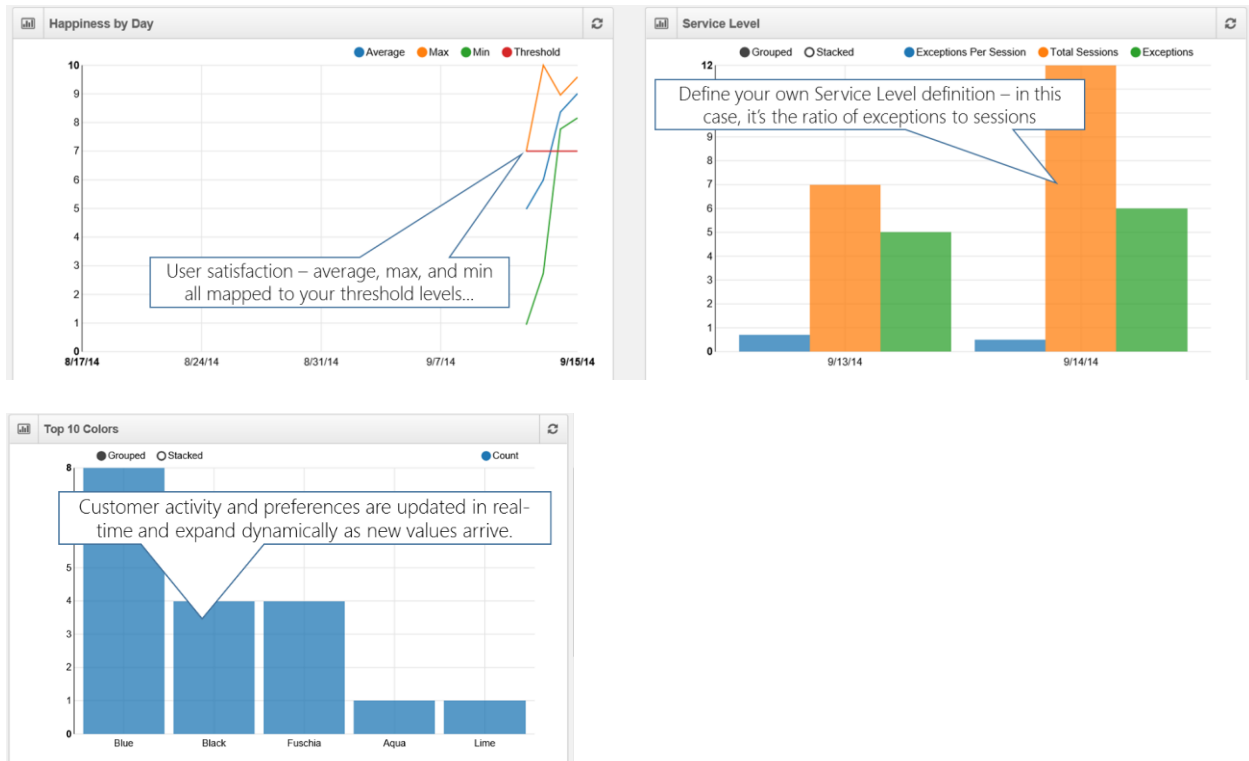 Happiness by Day
Average Max Min Threshold
10
9
8
7
6
5
4
3
2
1
0
User satisfaction – average, max, and min
all mapped to your threshold levels...
8/17/14 8/24/14 8/31/14 9/7/14 9/15/14
Service Level
Grouped Stacked Exceptions Per Session Total Sessions Exceptions
12
Define your own Service Level definition – in this
case, it's the ratio of exceptions to sessions
9
8
7
6
5
4
3
2
1
0
9/13/14 9/14/14
Top 10 Colors
Grouped Stacked Count
8
Customer activity and preferences are updated in real-
time and expand dynamically as new values arrive.
5
4
3
2
1
0
Blue Black Fuschia Aqua Lime